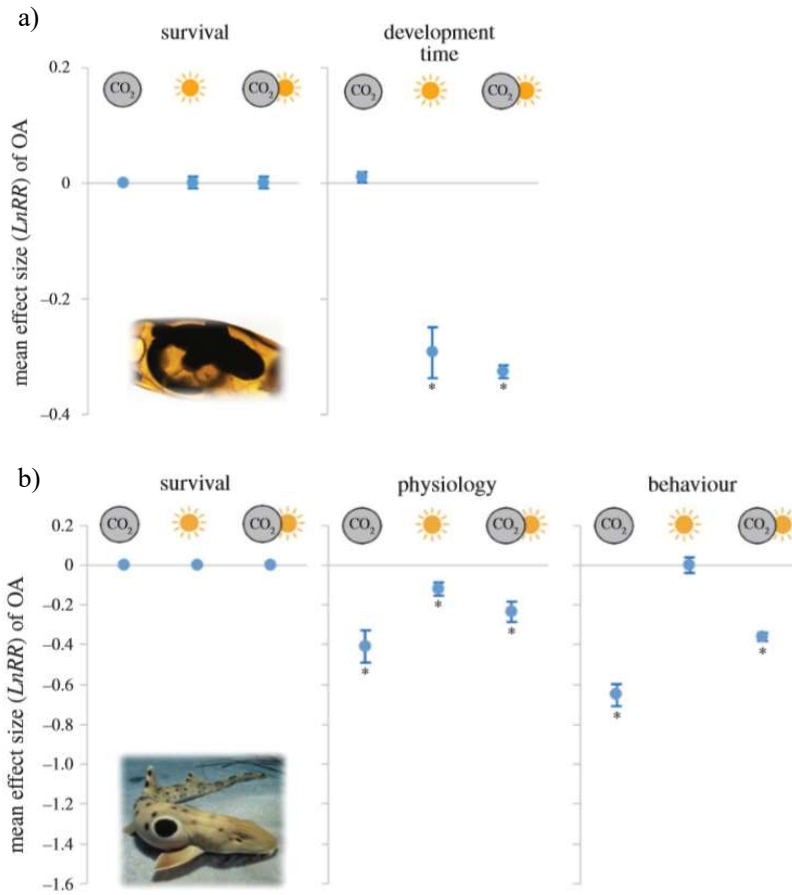 a)
survival
development
time
CO2 CO2 CO2 CO2
0.2
0
–0.2
–0.4
mean effect size (LnRR) of OA
* *
b)
survival physiology behaviour
CO2 CO2 CO2 CO2 CO2 CO2
0.2
0
–0.2
–0.4
–0.6
–0.8
–1.0
–1.2
–1.4
–1.6
mean effect size (LnRR) of OA
* * * * *